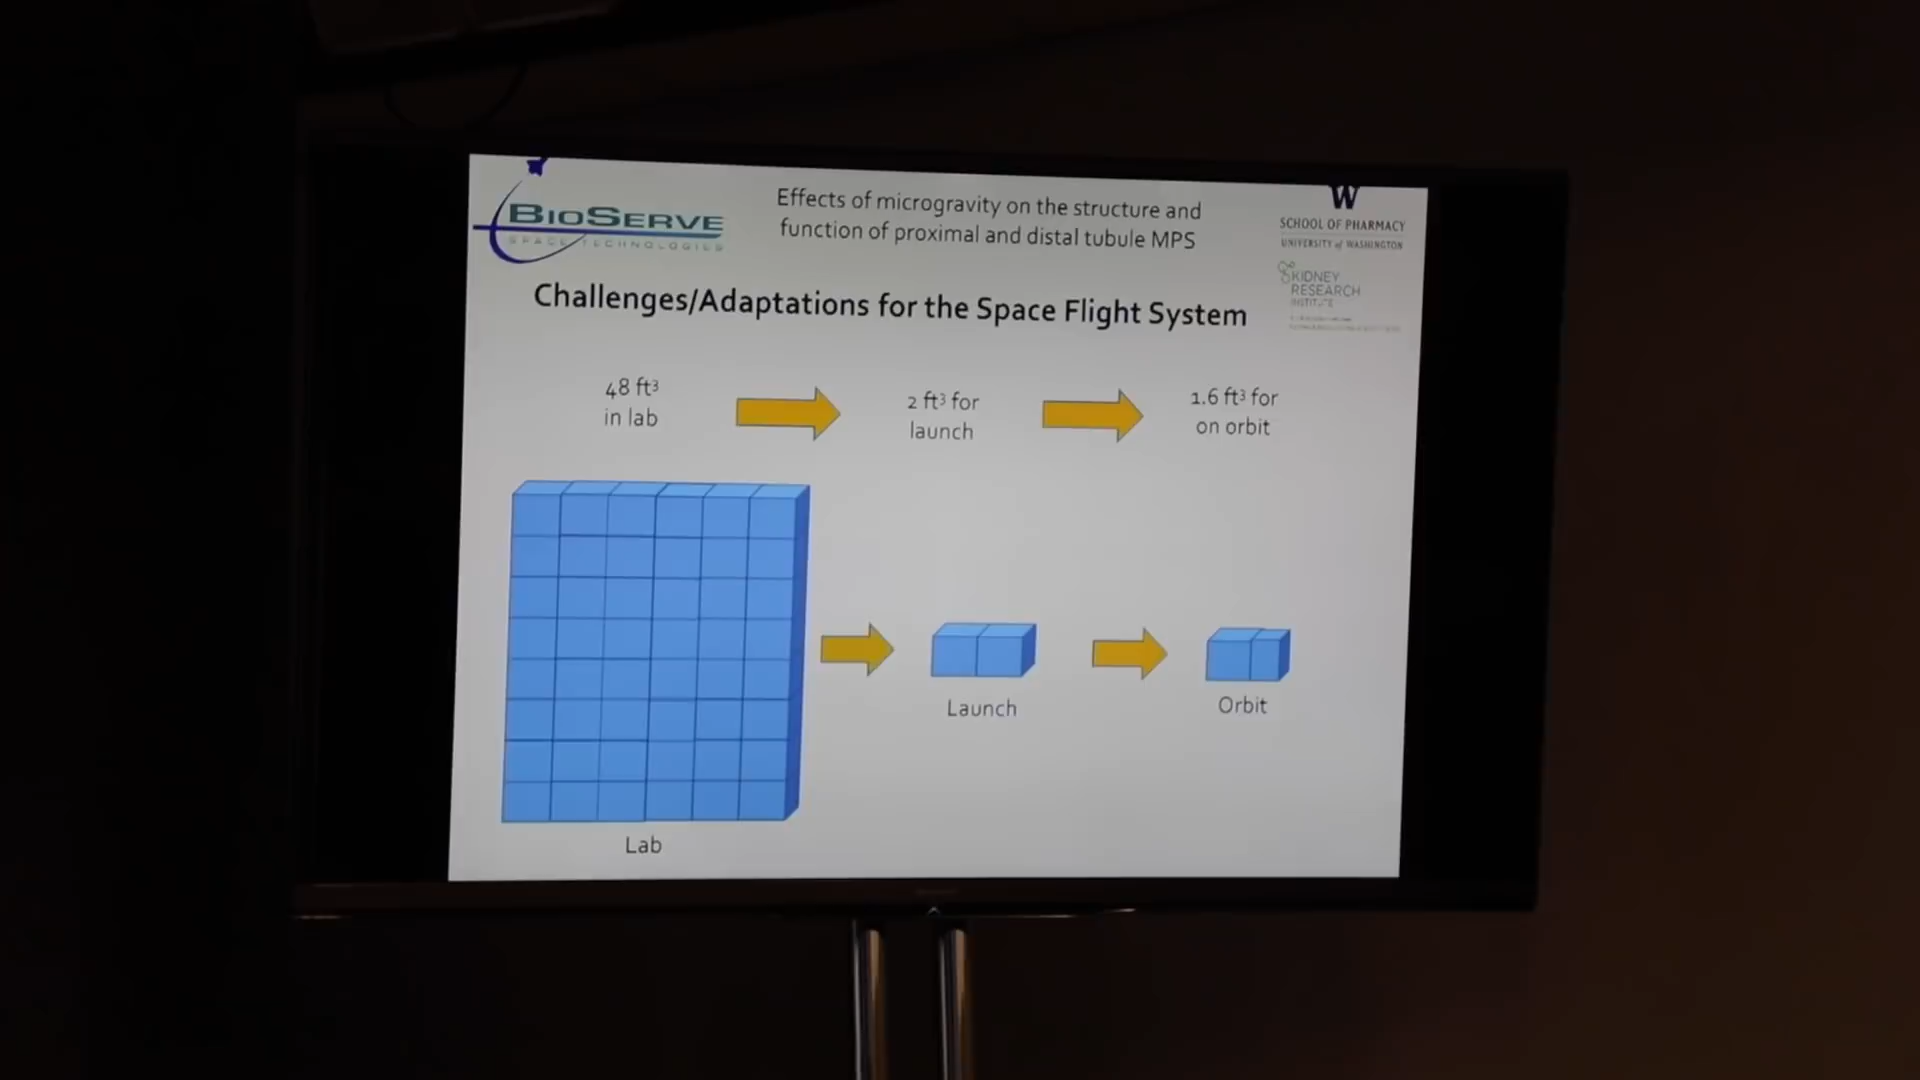 BIOSERVE
SPACE TECHNOLOGIES
Effects of microgravity on the structure and
function of proximal and distal tubule MPS
W
SCHOOL OF PHARMACY
UNIVERSITY of WASHINGTON
KIDNEY
RESEARCH
INSTITUTE
Challenges/Adaptations for the Space Flight System
48 ft³
in lab
2 ft³ for
launch
1.6 ft³ for
on orbit
Launch
Orbit
Lab